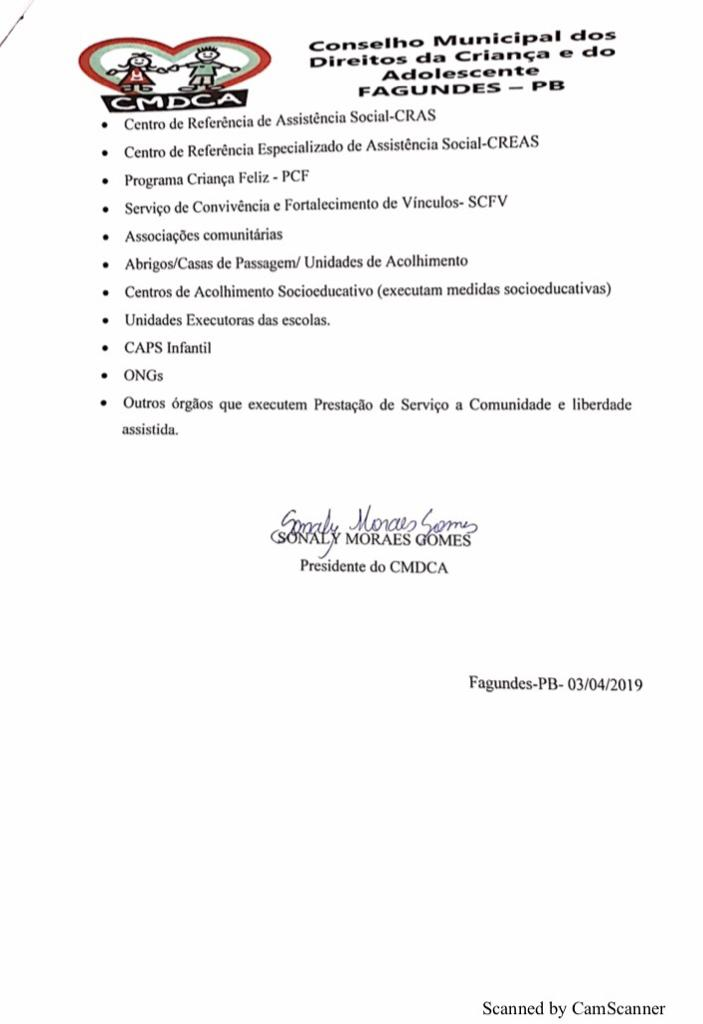 Conselho Municipal dos
Direitos da Criança e do
Adolescente
FAGUNDES – PB
CMDCA
• Centro de Referência de Assistência Social-CRAS
• Centro de Referência Especializado de Assistência Social-CREAS
• Programa Criança Feliz - PCF
• Serviço de Convivência e Fortalecimento de Vínculos- SCFV
• Associações comunitárias
• Abrigos/Casas de Passagem/ Unidades de Acolhimento
• Centros de Acolhimento Socioeducativo (executam medidas socioeducativas)
• Unidades Executoras das escolas.
• CAPS Infantil
• ONGs
• Outros órgãos que executem Prestação de Serviço a Comunidade e liberdade
assistida.
Sonaly Moraes Gomes
SONALY MORAES GOMES
Presidente do CMDCA
Fagundes-PB- 03/04/2019
Scanned by CamScanner